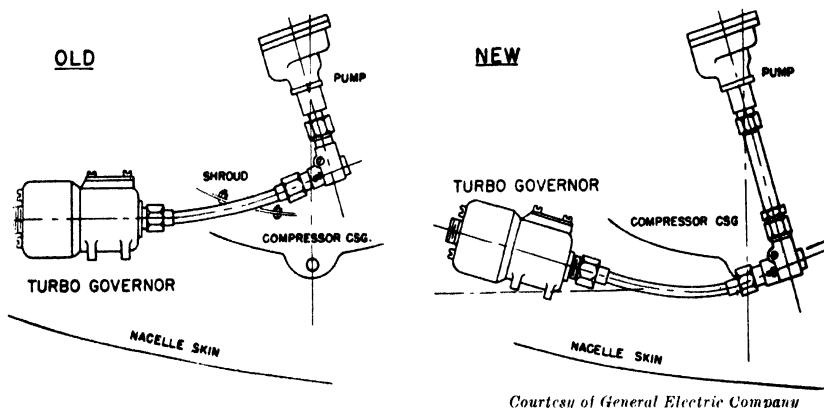 OLD
PUMP
SHROUD
COMPRESSOR CSG.
TURBO GOVERNOR
NACELLE SKIN
NEW
PUMP
TURBO GOVERNOR
COMPRESSOR CSG
NACELLE SKIN
Courtesy of General Electric Company